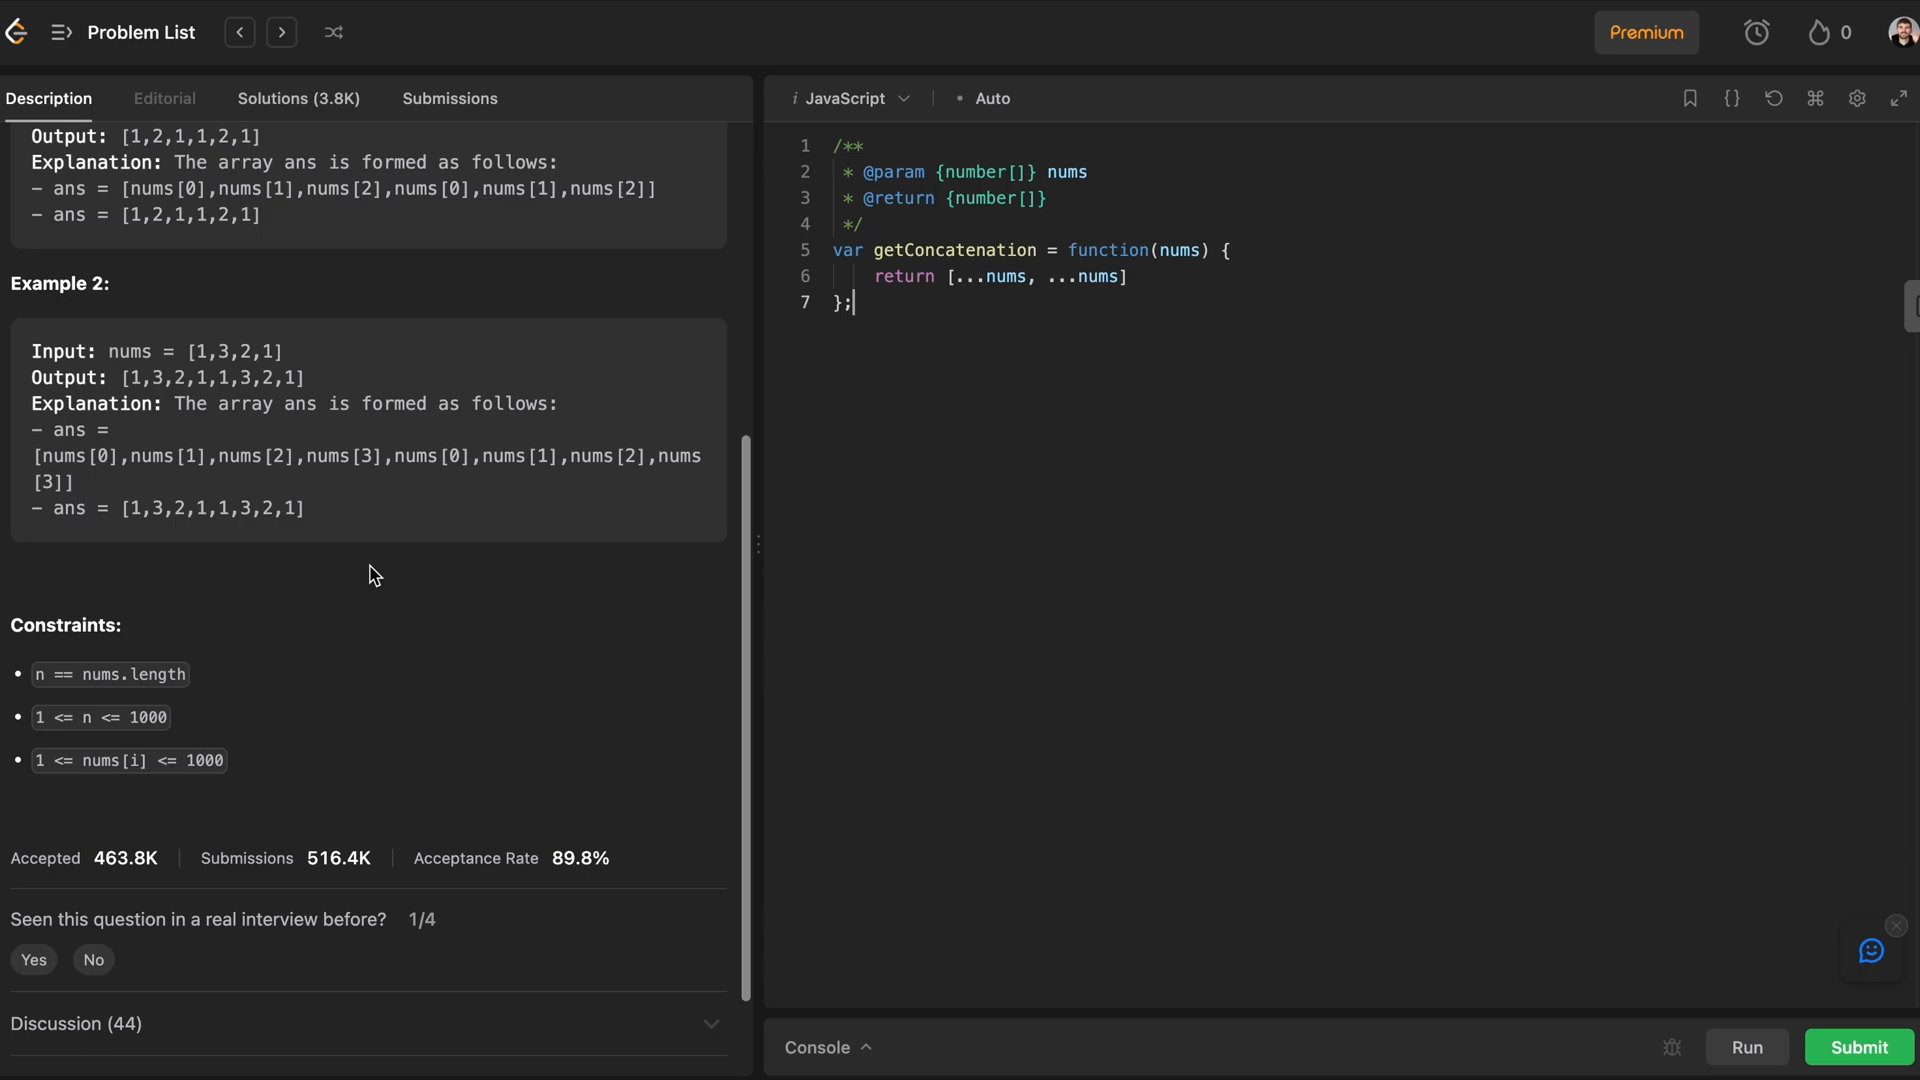 Problem List
Premium
0
Description Editorial Solutions (3.8K) Submissions
Output: [1,2,1,1,2,1]
Explanation: The array ans is formed as follows:
- ans = [nums[0],nums[1],nums[2],nums[0],nums[1],nums[2]]
- ans = [1,2,1,1,2,1]
Example 2:
Input: nums = [1,3,2,1]
Output: [1,3,2,1,1,3,2,1]
Explanation: The array ans is formed as follows:
- ans =
[nums[0],nums[1],nums[2],nums[3],nums[0],nums[1],nums[2],nums
[3]]
- ans = [1,3,2,1,1,3,2,1]
Constraints:
• n == nums.length
• 1 <= n <= 1000
• 1 <= nums[i] <= 1000
Accepted 463.8K Submissions 516.4K Acceptance Rate 89.8%
Seen this question in a real interview before? 1/4
Yes No
Discussion (44)
i JavaScript • Auto
1 /**
2 * @param {number[]} nums
3 * @return {number[]}
4 */
5 var getConcatenation = function(nums) {
6 return [...nums, ...nums]
7 };
Console Run Submit